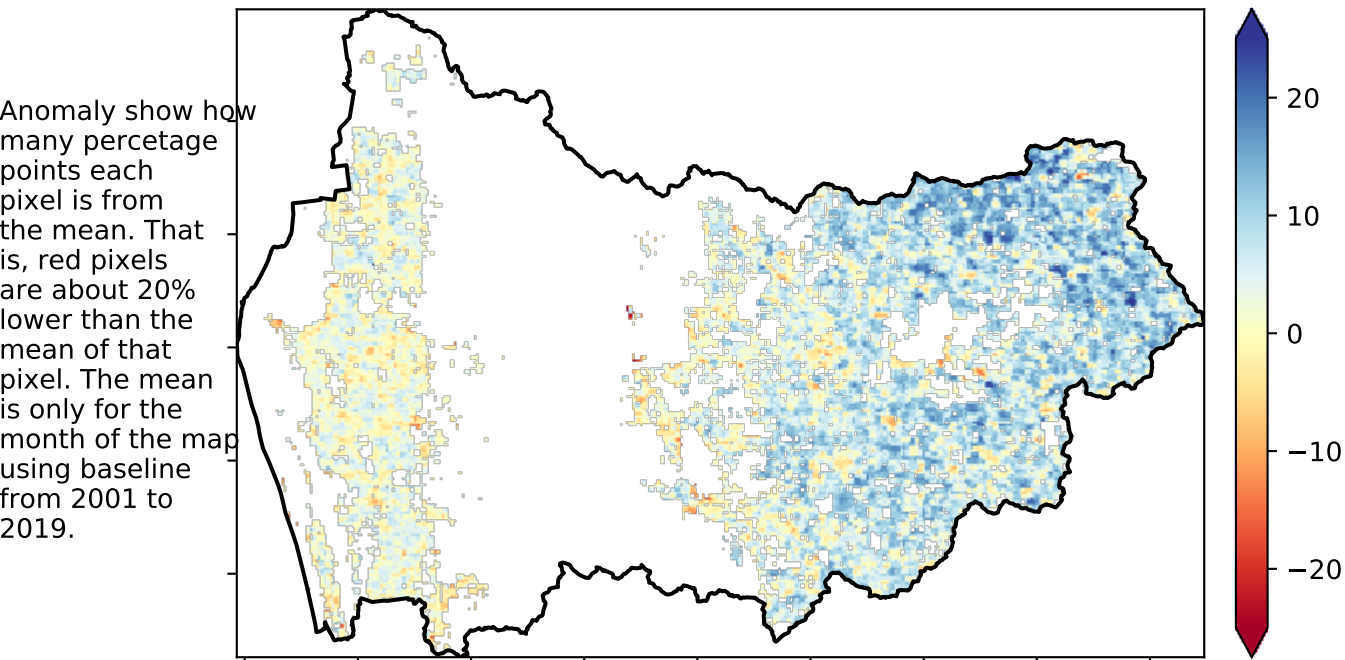 Anomaly show how
many percetage
points each
pixel is from
the mean. That
is, red pixels
are about 20%
lower than the
mean of that
pixel. The mean
is only for the
month of the map
using baseline
from 2001 to
2019.
20
10
0
−10
−20